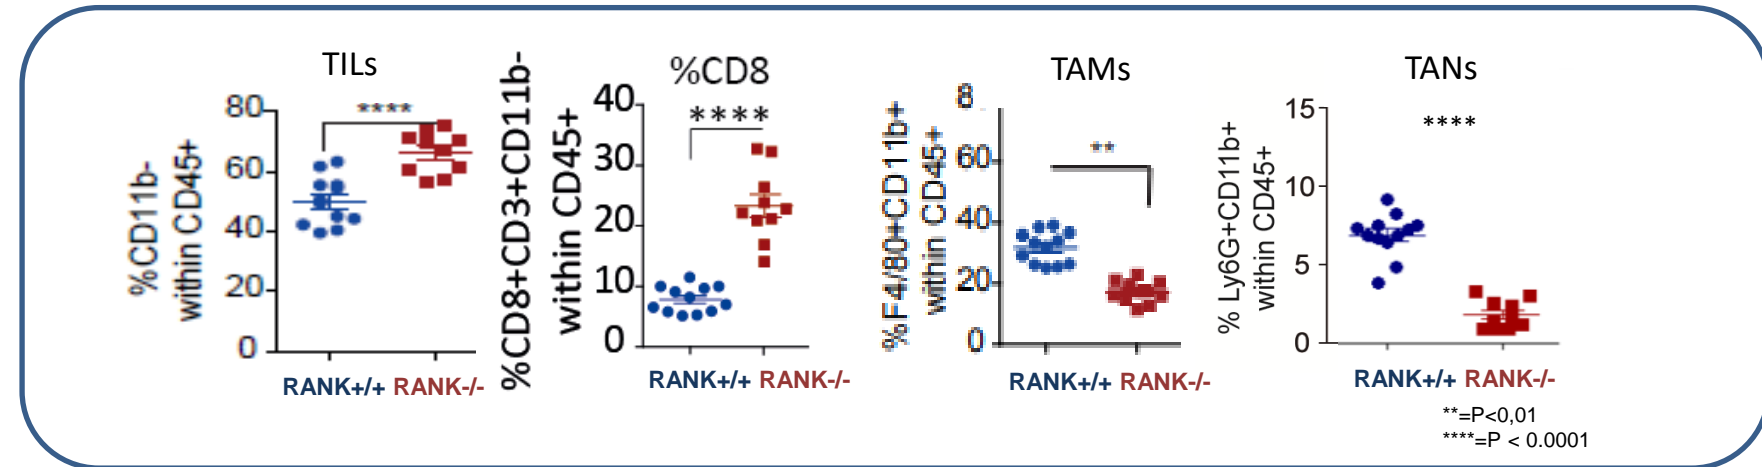 TILs
%CD11b-
within CD45+
80
60
40
20
0
****
RANK+/+ RANK-/-
%CD8
%CD8+CD3+CD11b-
within CD45+
40
30
20
10
0
****
RANK+/+ RANK-/-
TAMs
%F4/80+CD11b+
within CD45+
8
60
40
20
0
**
RANK+/+ RANK-/-
TANs
% Ly6G+CD11b+
within CD45+
15
10
5
0
****
RANK+/+ RANK-/-
**=P<0,01
****=P < 0.0001